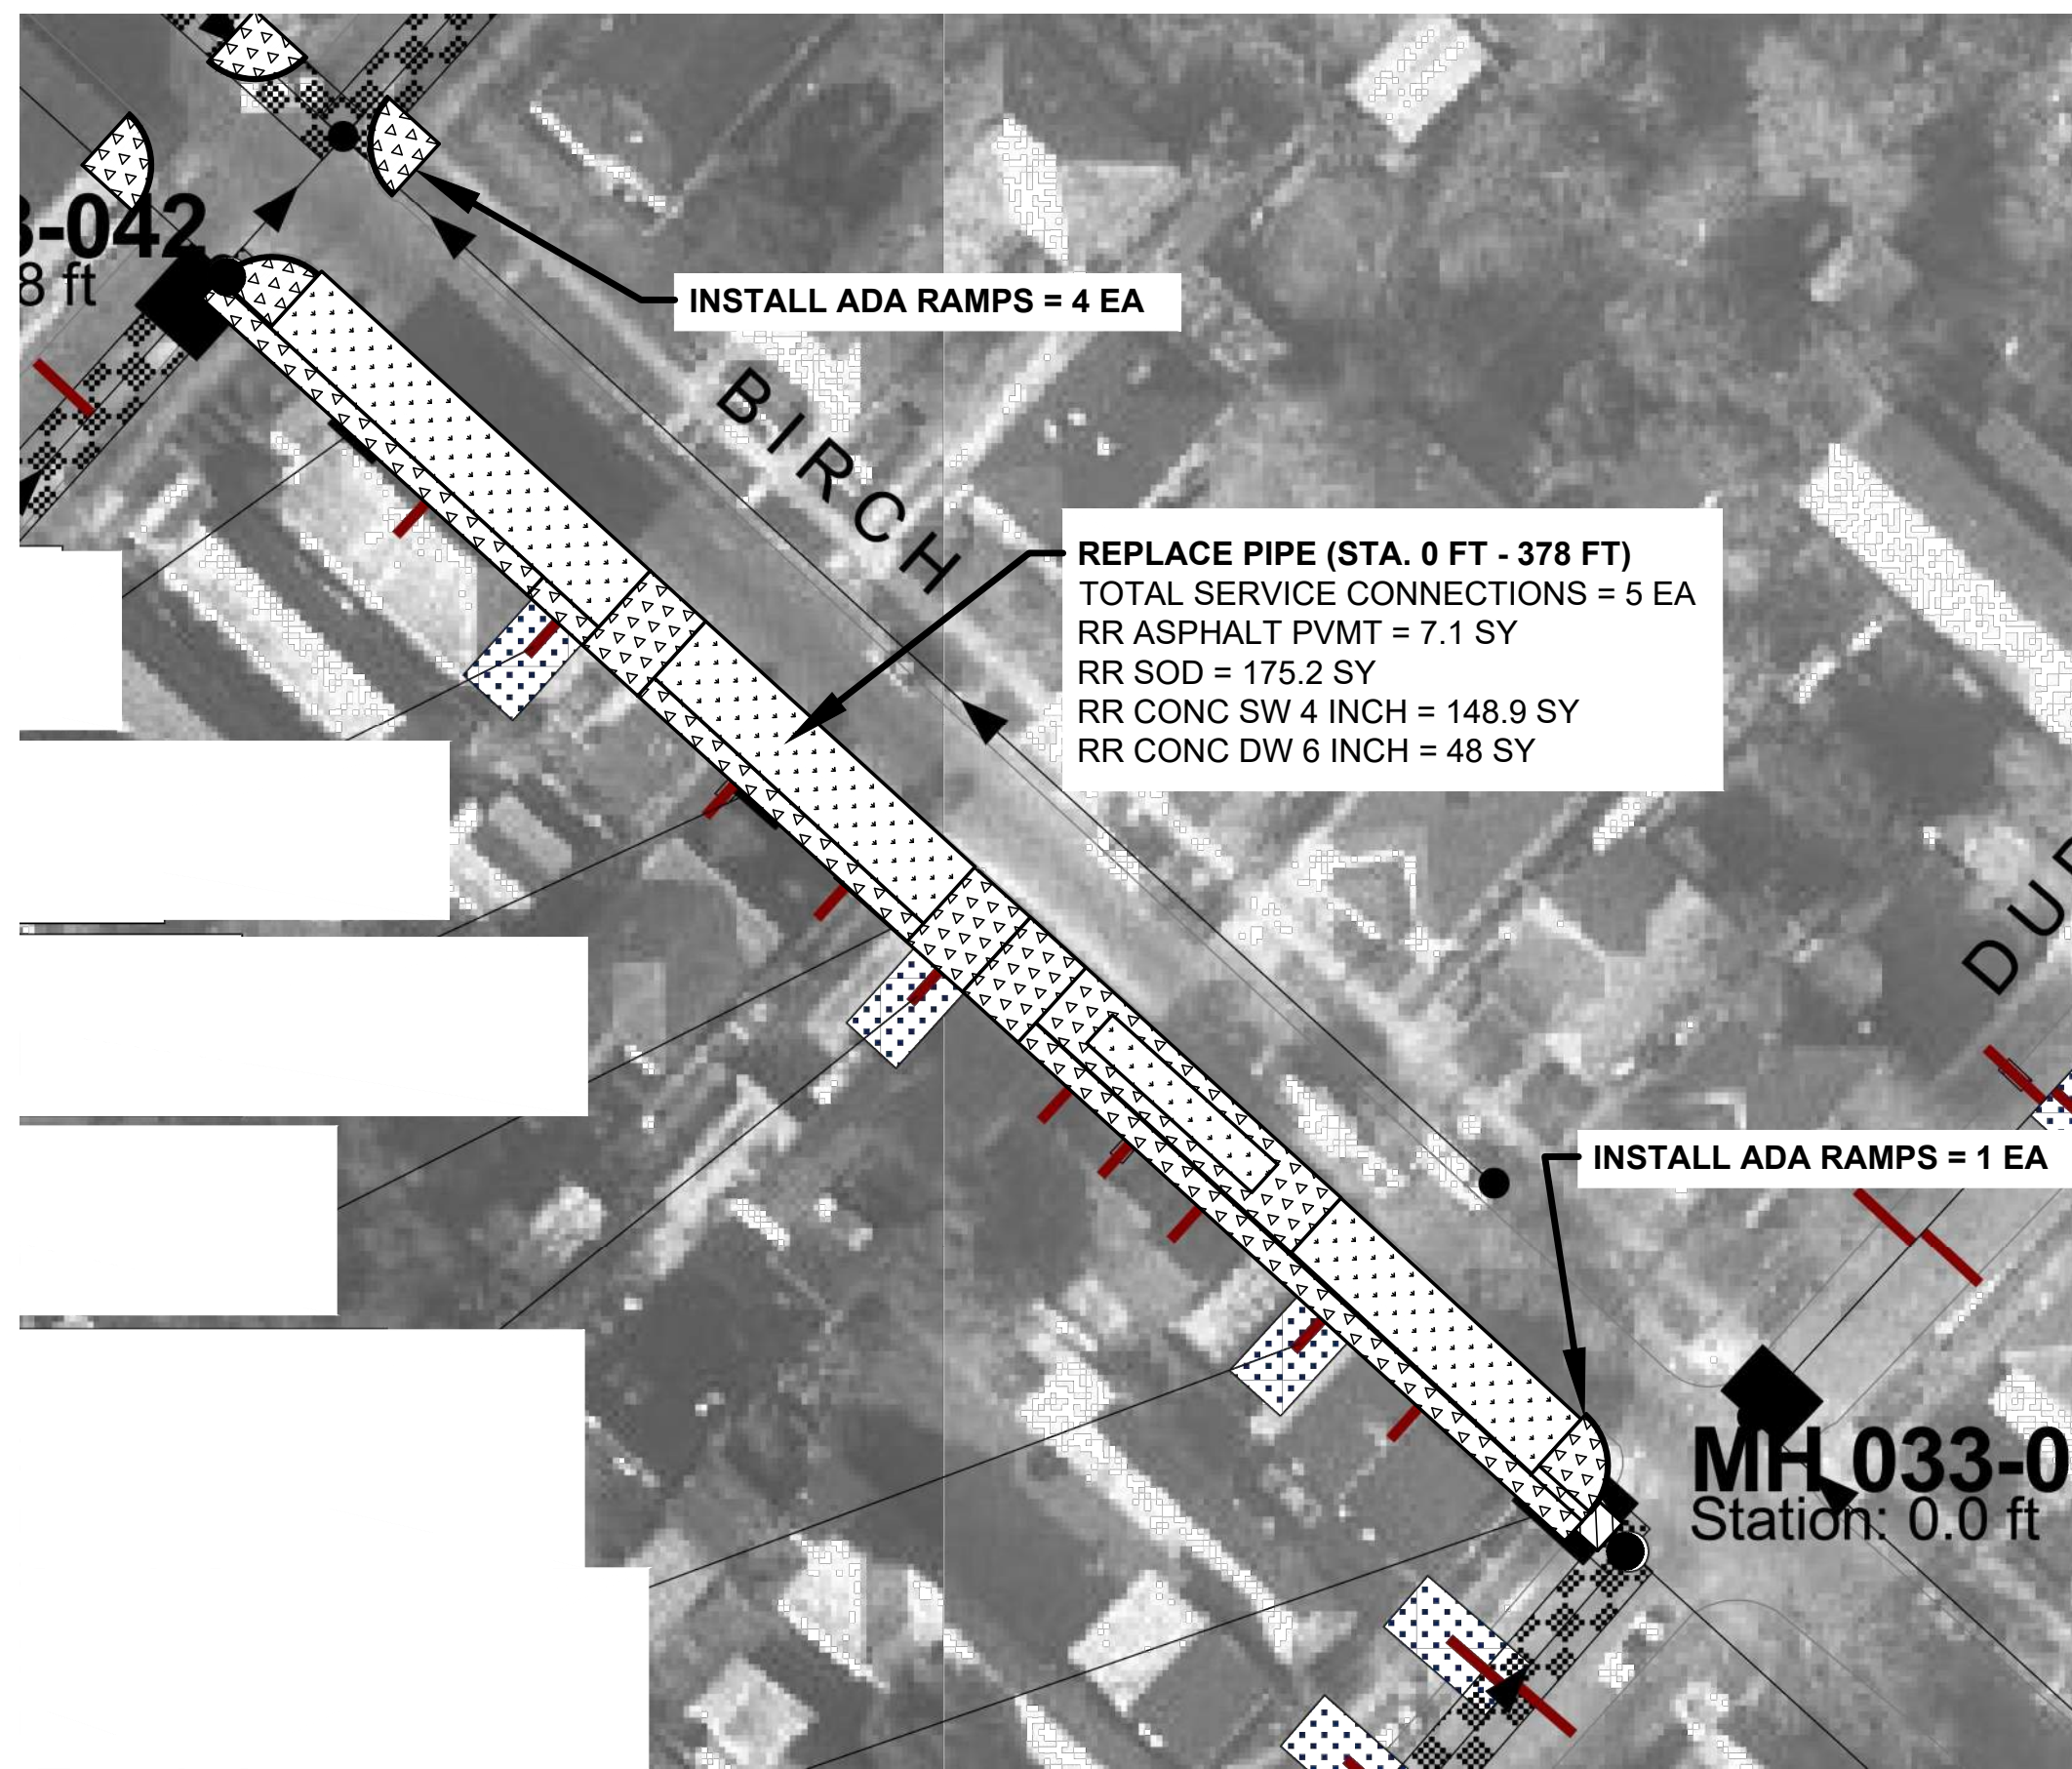 -042
8 ft
INSTALL ADA RAMPS = 4 EA
BIRCH
REPLACE PIPE (STA. 0 FT - 378 FT)
TOTAL SERVICE CONNECTIONS = 5 EA
RR ASPHALT PVMT = 7.1 SY
RR SOD = 175.2 SY
RR CONC SW 4 INCH = 148.9 SY
RR CONC DW 6 INCH = 48 SY
DU
INSTALL ADA RAMPS = 1 EA
MH 033-0
Station: 0.0 ft